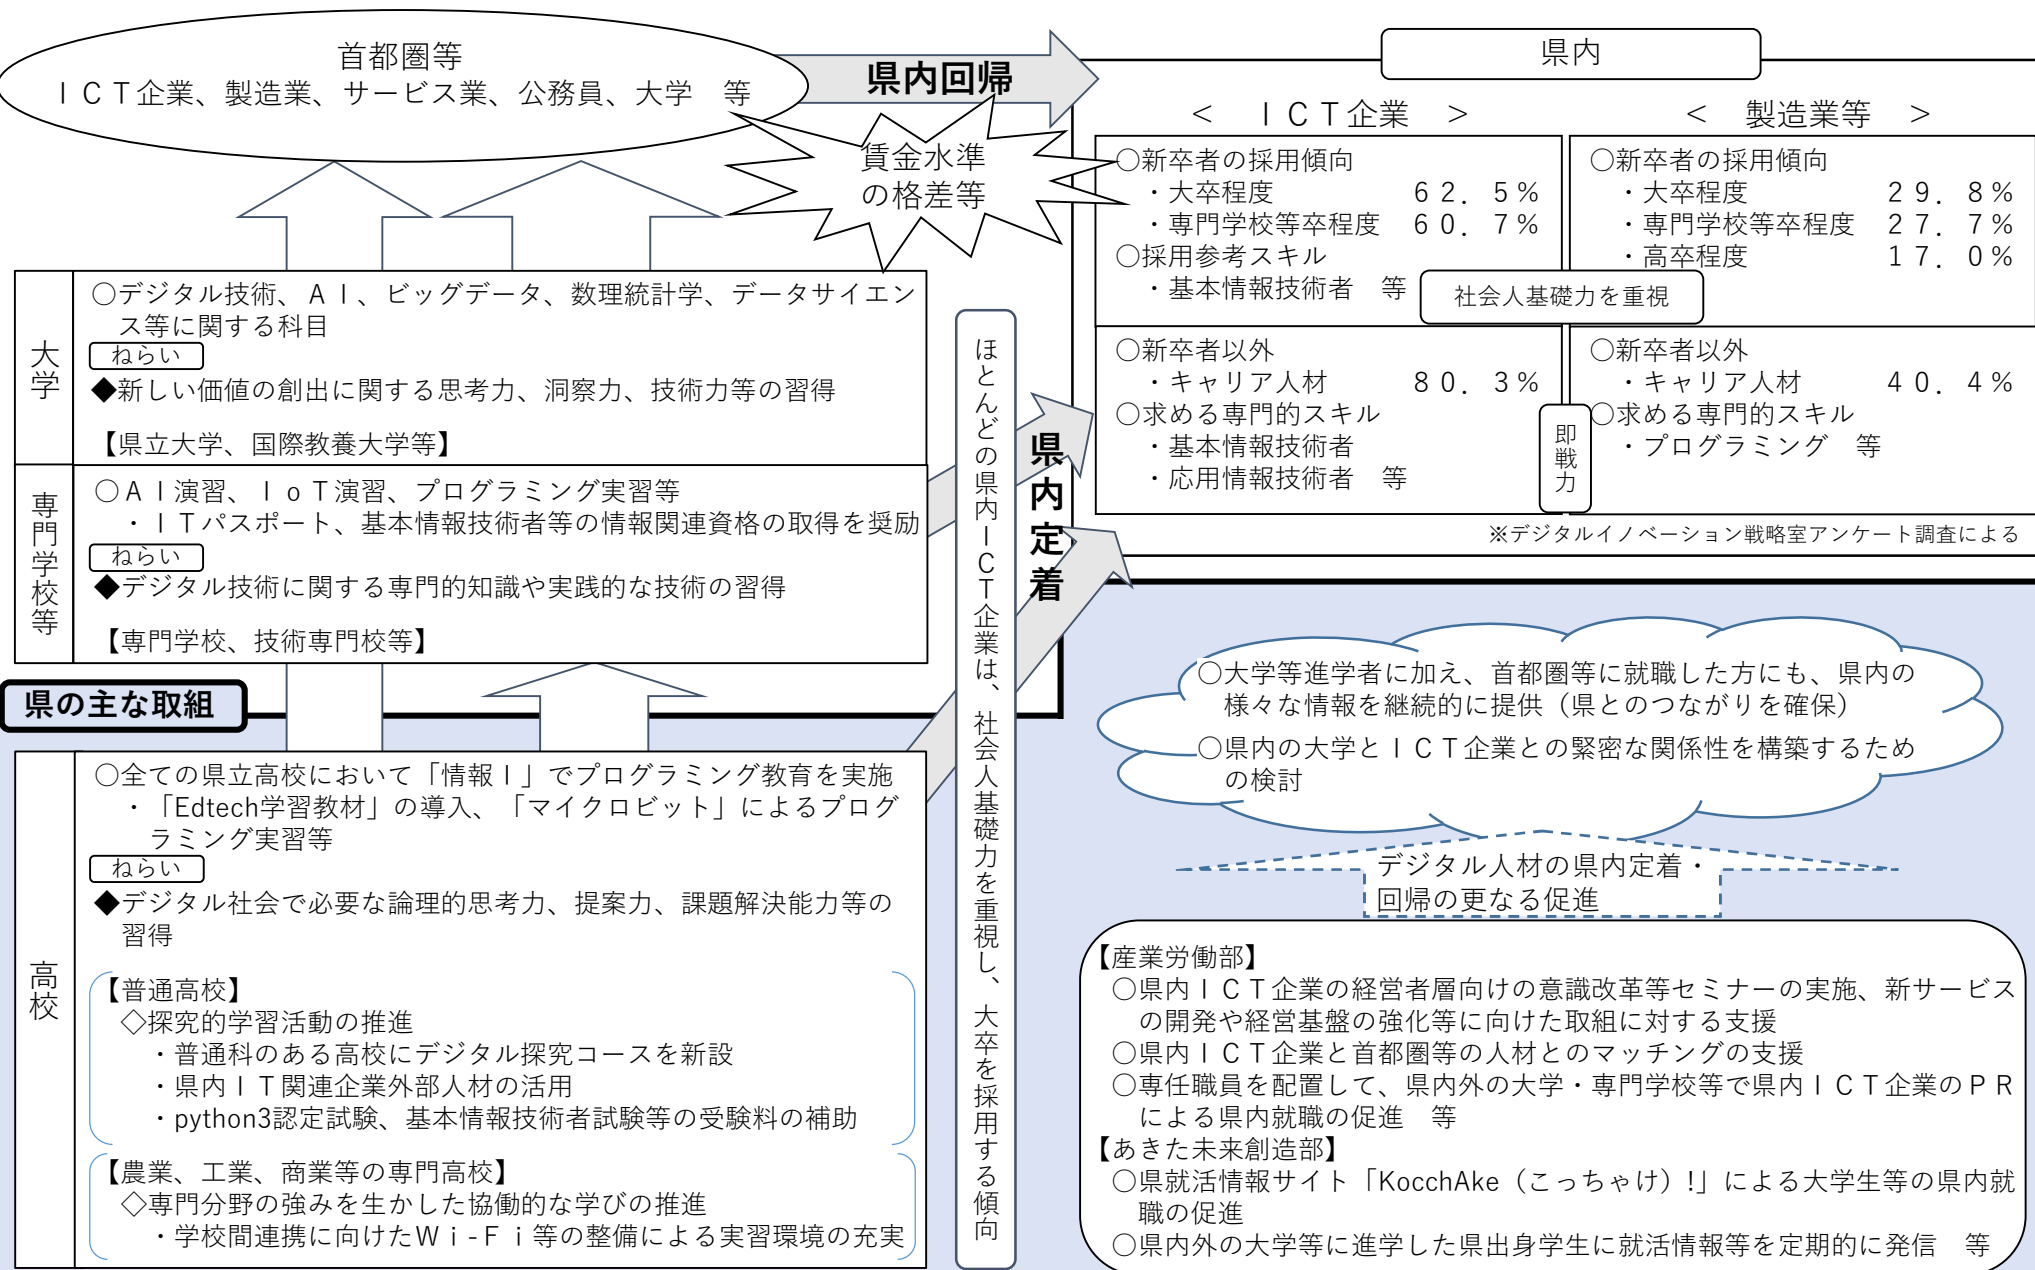 首都圏等
ＩＣＴ企業、製造業、サービス業、公務員、大学　等
県内回帰
賃金水準
の格差等
県内
＜　ＩＣＴ企業　＞
○新卒者の採用傾向
・大卒程度　６２．５％
・専門学校等卒程度　６０．７％
○採用参考スキル
・基本情報技術者　等
＜　製造業等　＞
○新卒者の採用傾向
・大卒程度　２９．８％
・専門学校等卒程度　２７．７％
・高卒程度　１７．０％
社会人基礎力を重視
○新卒者以外
・キャリア人材　８０．３％
○求める専門的スキル
・基本情報技術者
・応用情報技術者　等
○新卒者以外
・キャリア人材　４０．４％
○求める専門的スキル
・プログラミング　等
即戦力
※デジタルイノベーション戦略室アンケート調査による
大学
○デジタル技術、ＡＩ、ビッグデータ、数理統計学、データサイエン
ス等に関する科目
ねらい
◆新しい価値の創出に関する思考力、洞察力、技術力等の習得
【県立大学、国際教養大学等】
専門学校等
○ＡＩ演習、ＩｏＴ演習、プログラミング実習等
・ＩＴパスポート、基本情報技術者等の情報関連資格の取得を奨励
ねらい
◆デジタル技術に関する専門的知識や実践的な技術の習得
【専門学校、技術専門校等】
ほとんどの県内ＩＣＴ企業は、社会人基礎力を重視し、大卒を採用する傾向
県内定着
県の主な取組
高校
○全ての県立高校において「情報Ⅰ」でプログラミング教育を実施
・「Edtech学習教材」の導入、「マイクロビット」によるプログ
ラミング実習等
ねらい
◆デジタル社会で必要な論理的思考力、提案力、課題解決能力等の
習得
【普通高校】
◇探究的学習活動の推進
・普通科のある高校にデジタル探究コースを新設
・県内ＩＴ関連企業外部人材の活用
・python3認定試験、基本情報技術者試験等の受験料の補助
【農業、工業、商業等の専門高校】
◇専門分野の強みを生かした協働的な学びの推進
・学校間連携に向けたＷｉ-Ｆｉ等の整備による実習環境の充実
○大学等進学者に加え、首都圏等に就職した方にも、県内の
様々な情報を継続的に提供（県とのつながりを確保）
○県内の大学とＩＣＴ企業との緊密な関係性を構築するため
の検討
デジタル人材の県内定着・
回帰の更なる促進
【産業労働部】
○県内ＩＣＴ企業の経営者層向けの意識改革等セミナーの実施、新サービス
の開発や経営基盤の強化等に向けた取組に対する支援
○県内ＩＣＴ企業と首都圏等の人材とのマッチングの支援
○専任職員を配置して、県内外の大学・専門学校等で県内ＩＣＴ企業のＰＲ
による県内就職の促進　等
【あきた未来創造部】
○県就活情報サイト「KocchAke（こっちゃけ）!」による大学生等の県内就
職の促進
○県内外の大学等に進学した県出身学生に就活情報等を定期的に発信　等